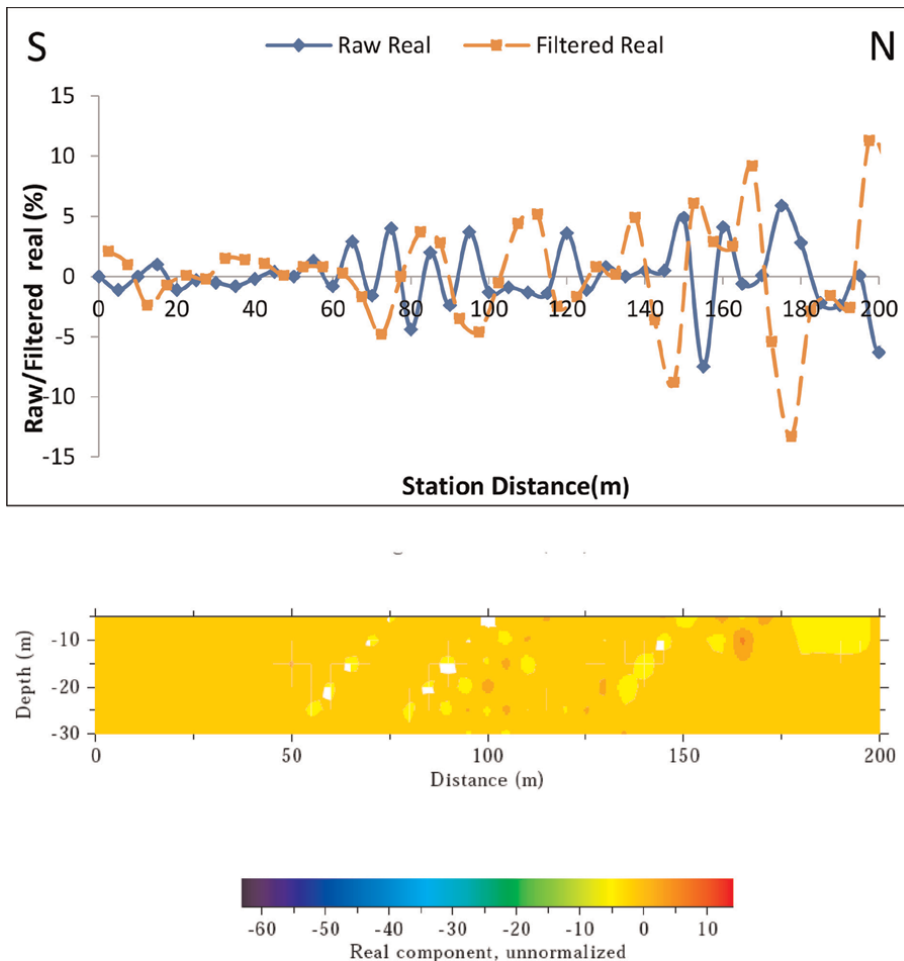 S
N
Raw Real
Filtered Real
15
10
5
0
-5
-10
-15
0 20 40 60 80 100 120 140 160 180 200
Raw/Filtered real (%)
Station Distance(m)
-10
-20
-30
Depth (m)
0 50 100 150 200
Distance (m)
-60 -50 -40 -30 -20 -10 0 10
Real component, unnormalized